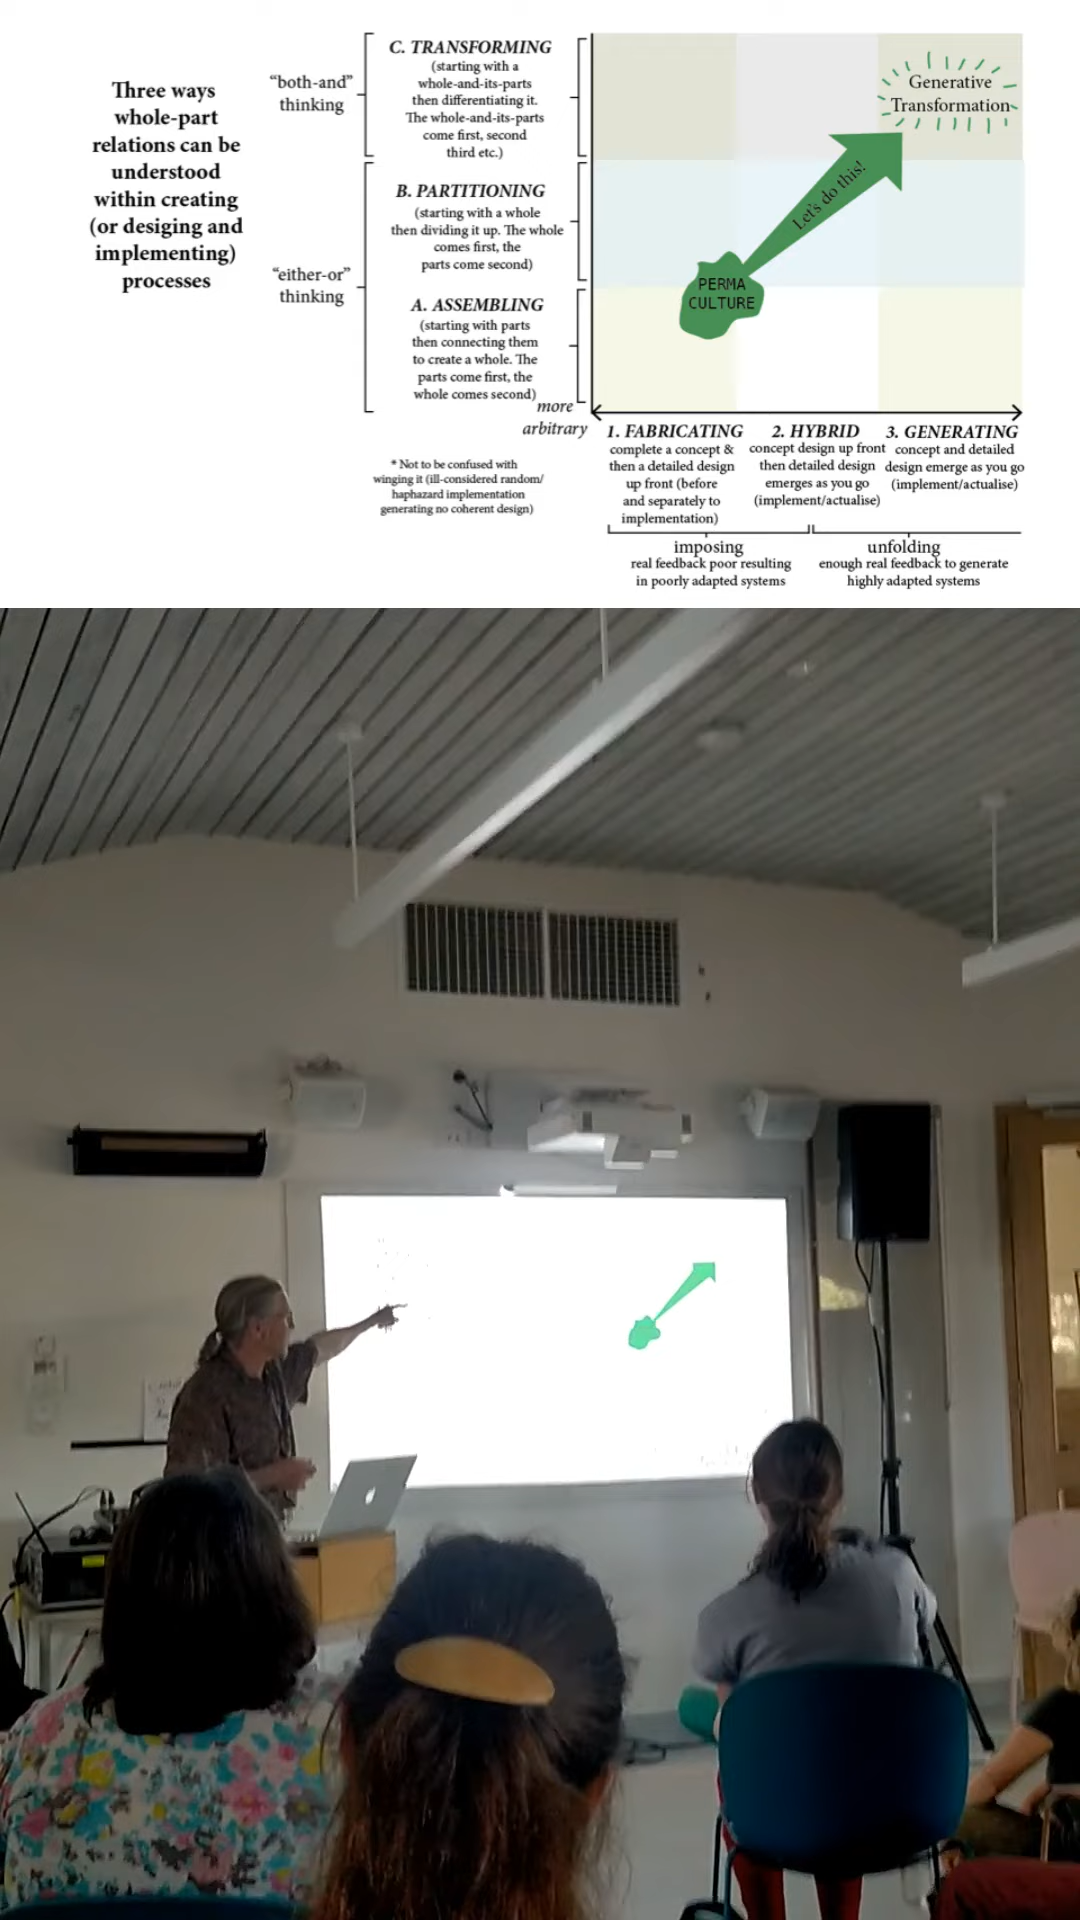 Three ways
whole-part
relations can be
understood
within creating
(or desiging and
implementing)
processes
“both-and”
thinking
“either-or”
thinking
C. TRANSFORMING
(starting with a
whole-and-its-parts
then differentiating it.
The whole-and-its-parts
come first, second
third etc.)
B. PARTITIONING
(starting with a whole
then dividing it up. The whole
comes first, the
parts come second)
A. ASSEMBLING
(starting with parts
then connecting them
to create a whole. The
parts come first, the
whole comes second)
more
arbitrary
* Not to be confused with
winging it (ill-considered random/
haphazard implementation
generating no coherent design)
Generative
Transformation
Let's do this!
PERMA
CULTURE
1. FABRICATING
complete a concept &
then a detailed design
up front (before
and separately to
implementation)
2. HYBRID
concept design up front
then detailed design
emerges as you go
(implement/actualise)
3. GENERATING
concept and detailed
design emerge as you go
(implement/actualise)
imposing
real feedback poor resulting
in poorly adapted systems
unfolding
enough real feedback to generate
highly adapted systems